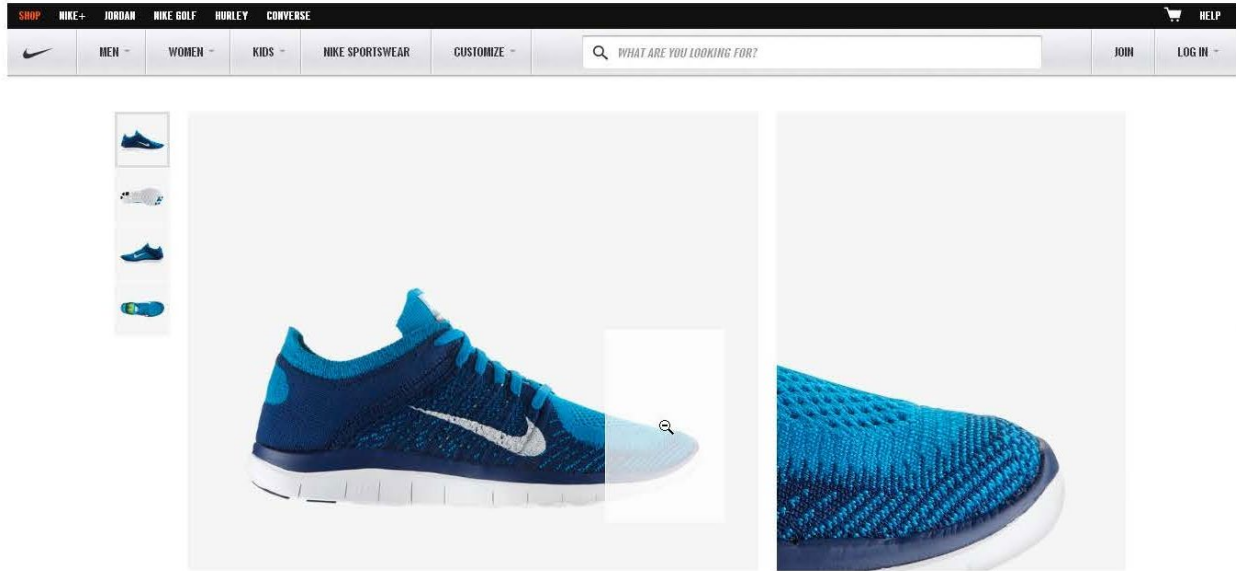 SHOP NIKE+ JORDAN NIKE GOLF HURLEY CONVERSE HELP
MEN WOMEN KIDS NIKE SPORTSWEAR CUSTOMIZE WHAT ARE YOU LOOKING FOR? JOIN LOG IN